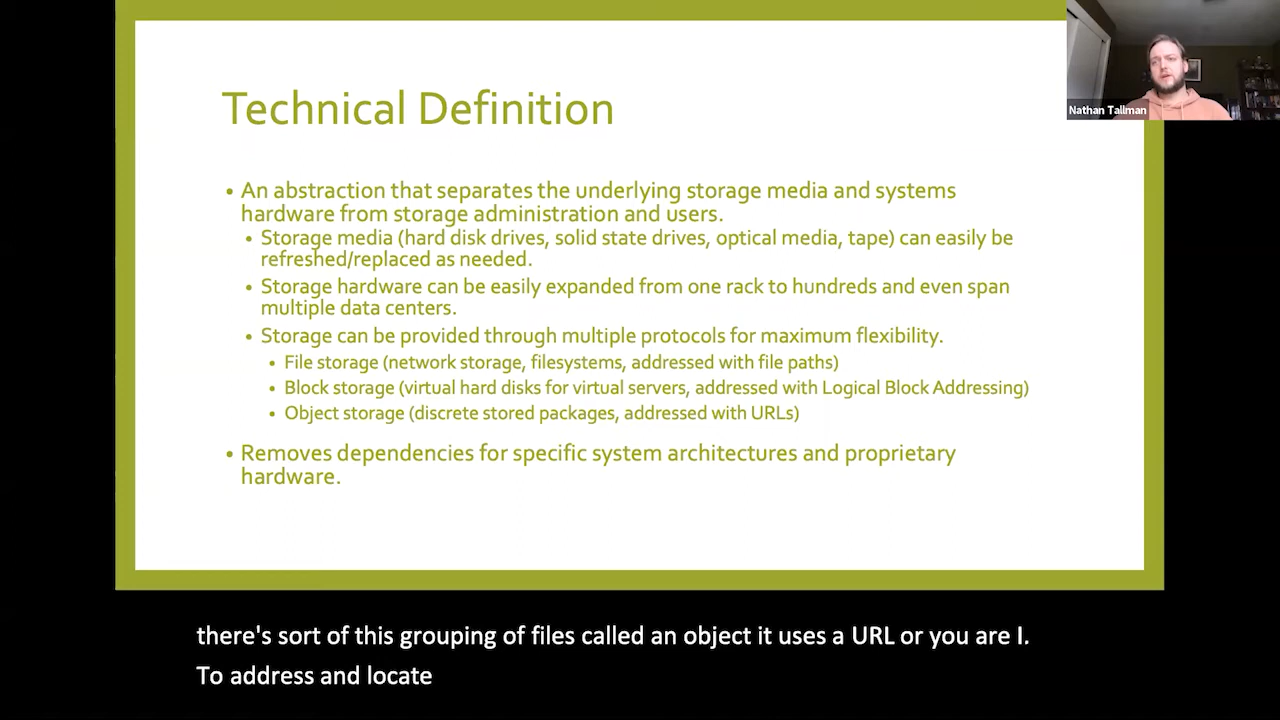 Technical Definition
• An abstraction that separates the underlying storage media and systems
hardware from storage administration and users.
• Storage media (hard disk drives, solid state drives, optical media, tape) can easily be
refreshed/replaced as needed.
• Storage hardware can be easily expanded from one rack to hundreds and even span
multiple data centers.
• Storage can be provided through multiple protocols for maximum flexibility.
• File storage (network storage, filesystems, addressed with file paths)
• Block storage (virtual hard disks for virtual servers, addressed with Logical Block Addressing)
• Object storage (discrete stored packages, addressed with URLs)
• Removes dependencies for specific system architectures and proprietary
hardware.
Nathan Tallman
there's sort of this grouping of files called an object it uses a URL or you are I.
To address and locate